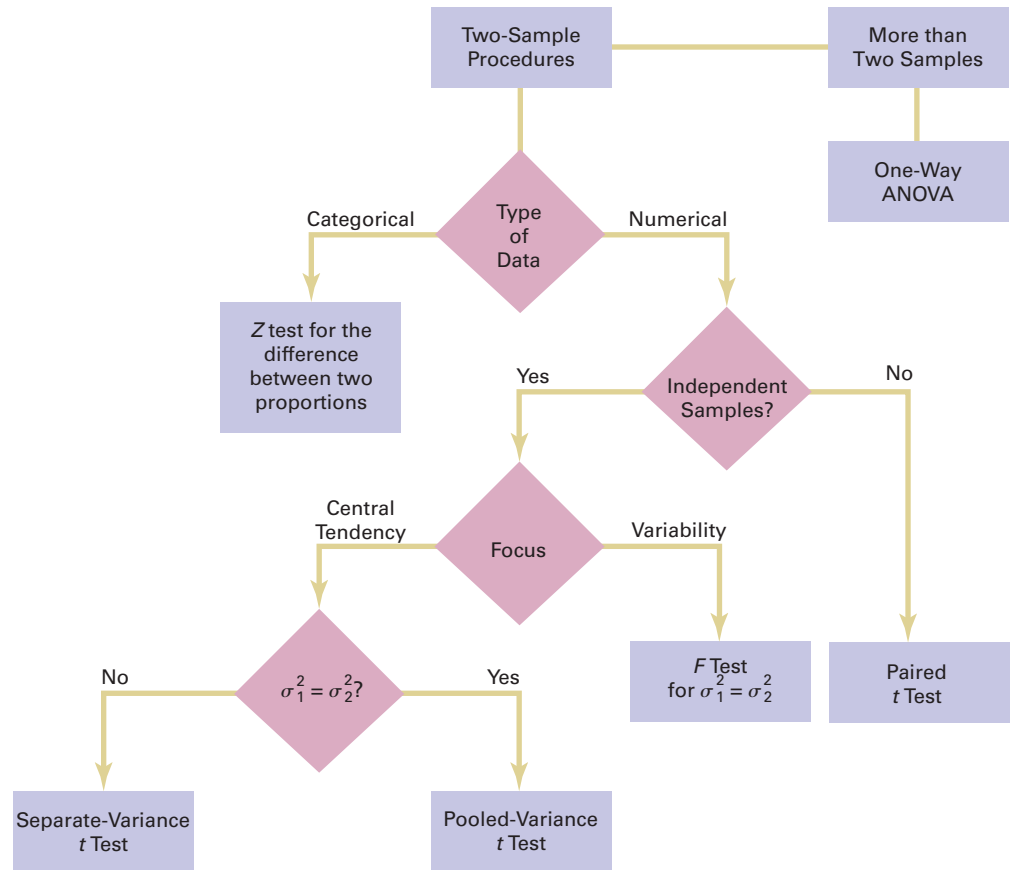 Two-Sample
Procedures
More than
Two Samples
One-Way
ANOVA
Categorical
Type
of
Data
Numerical
Z test for the
difference
between two
proportions
Yes
Independent
Samples?
No
Central
Tendency
Focus
Variability
No
σ₁² = σ₂²?
Yes
F Test
for σ₁² = σ₂²
Paired
t Test
Separate-Variance
t Test
Pooled-Variance
t Test